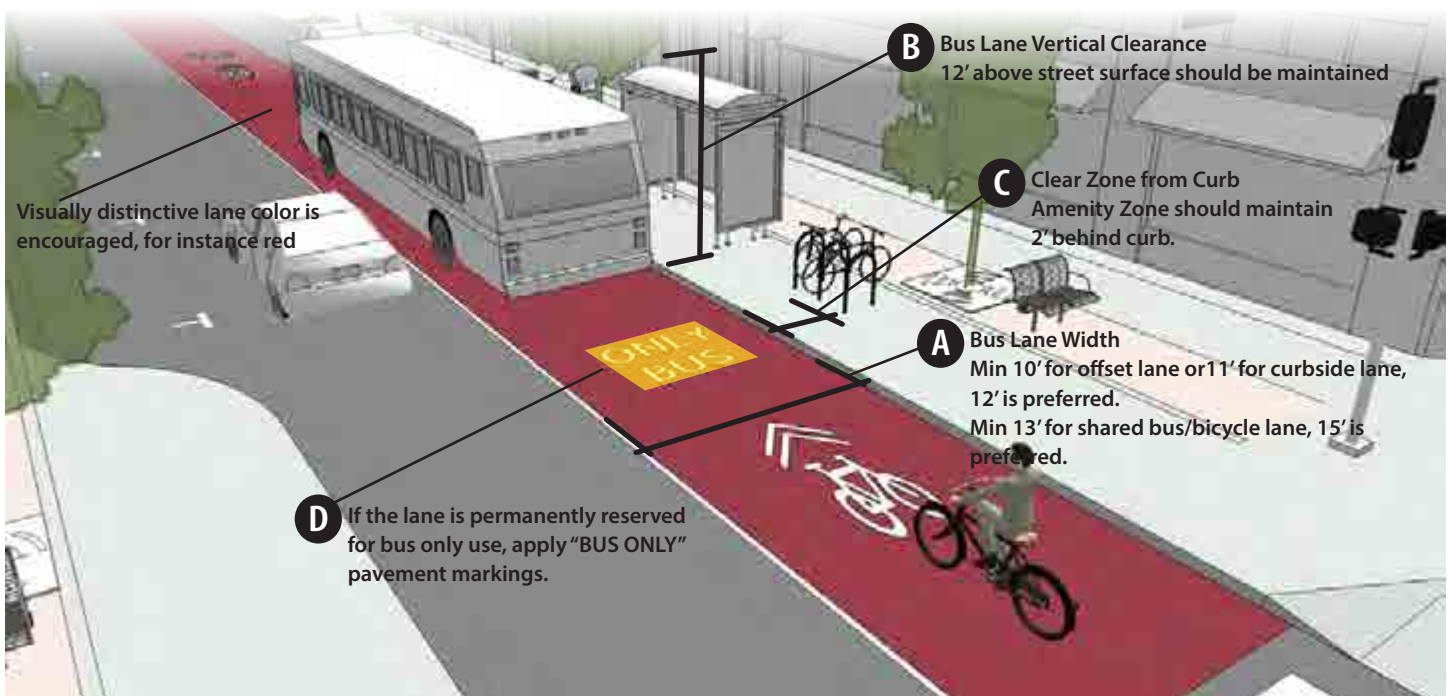 B
Bus Lane Vertical Clearance
12' above street surface should be maintained
C
Clear Zone from Curb
Amenity Zone should maintain
2' behind curb.
Visually distinctive lane color is
encouraged, for instance red
A
Bus Lane Width
Min 10' for offset lane or11' for curbside lane,
12' is preferred.
Min 13' for shared bus/bicycle lane, 15' is
preferred.
ONLY
BUS
D
If the lane is permanently reserved
for bus only use, apply “BUS ONLY”
pavement markings.